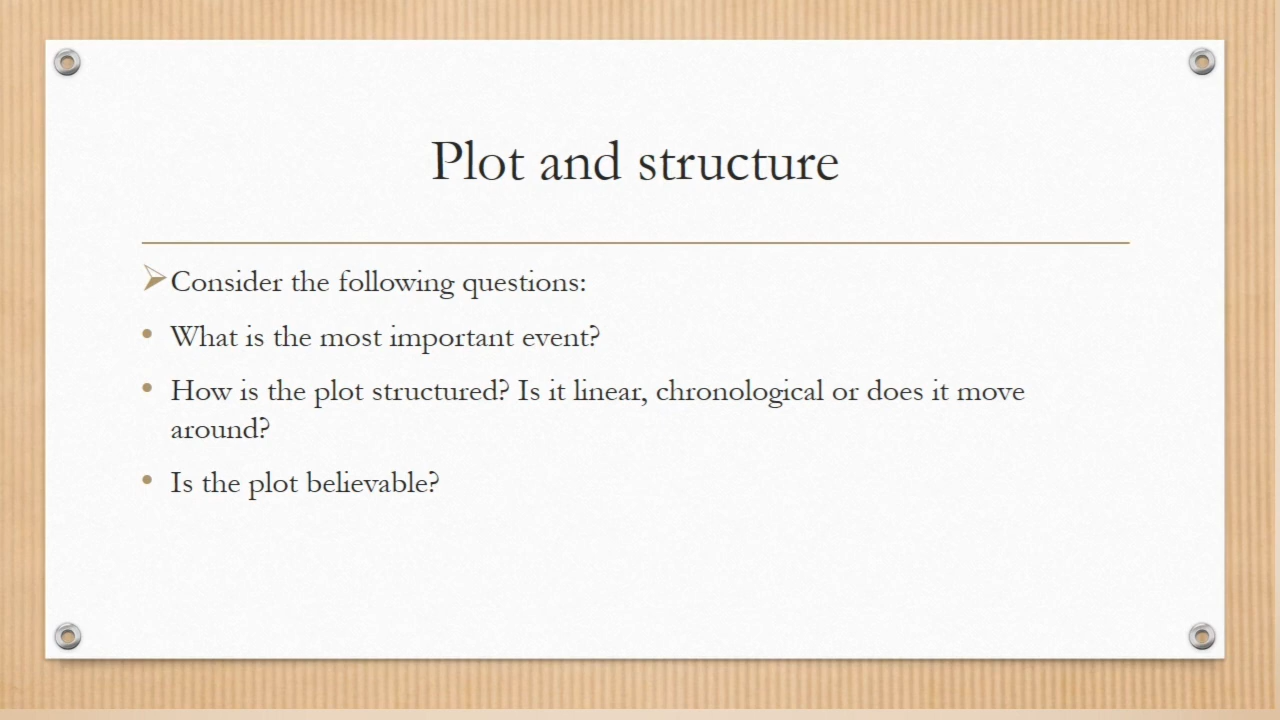 Plot and structure
Consider the following questions:
What is the most important event?
How is the plot structured? Is it linear, chronological or does it move
around?
Is the plot believable?